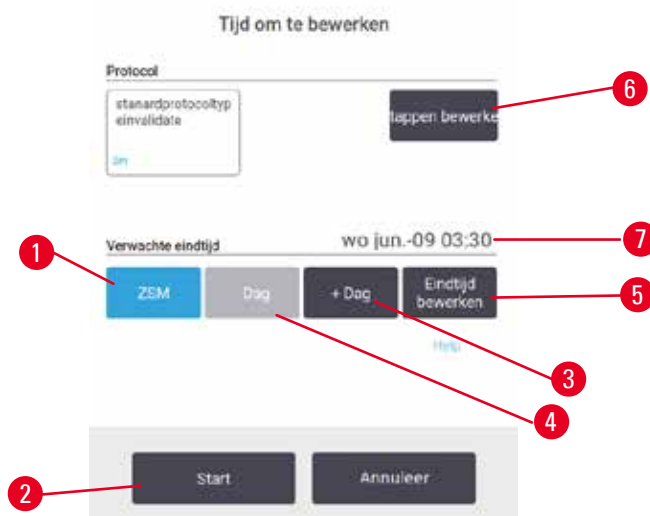 Tijd om te bewerken
Protocol
stanardprotocoltyp
einvalidate
tappen bewerke
6
Verwachte eindtijd
wo jun.-09 03:30
7
1
ZSM
Dag
+ Dag
Eindtijd
bewerken
5
Help
3
4
Start
Annuleer
2